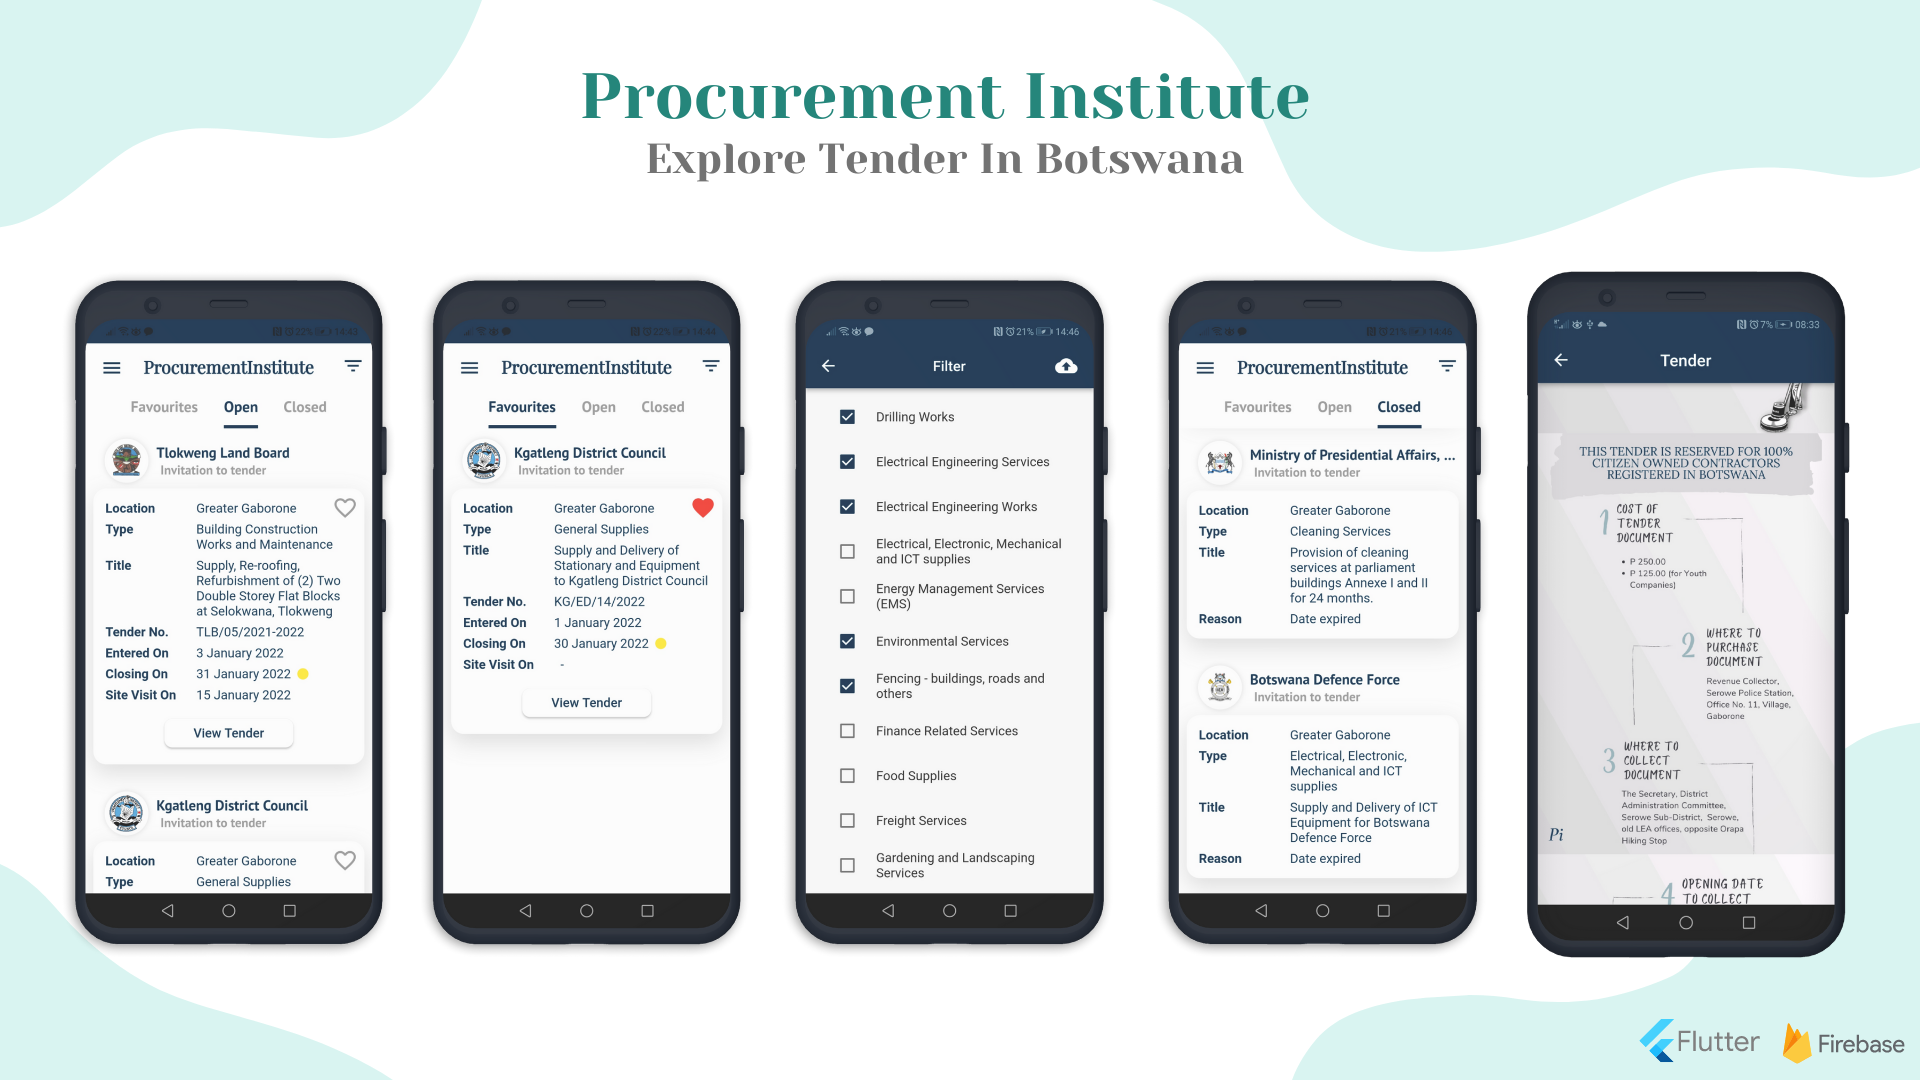 Procurement Institute
Explore Tender In Botswana
22% 14:43
ProcurementInstitute
Favourites Open Closed
Tlokweng Land Board
Invitation to tender
Location Greater Gaborone
Type Building Construction
Works and Maintenance
Title Supply, Re-roofing,
Refurbishment of (2) Two
Double Storey Flat Blocks
at Selokwana, Tlokweng
Tender No. TLB/05/2021-2022
Entered On 3 January 2022
Closing On 31 January 2022
Site Visit On 15 January 2022
View Tender
Kgatleng District Council
Invitation to tender
Location Greater Gaborone
Type General Supplies
22% 14:44
ProcurementInstitute
Favourites Open Closed
Kgatleng District Council
Invitation to tender
Location Greater Gaborone
Type General Supplies
Title Supply and Delivery of
Stationary and Equipment
to Kgatleng District Council
Tender No. KG/ED/14/2022
Entered On 1 January 2022
Closing On 30 January 2022
Site Visit On -
View Tender
21% 14:46
Filter
Drilling Works
Electrical Engineering Services
Electrical Engineering Works
Electrical, Electronic, Mechanical
and ICT supplies
Energy Management Services
(EMS)
Environmental Services
Fencing - buildings, roads and
others
Finance Related Services
Food Supplies
Freight Services
Gardening and Landscaping
Services
21% 14:46
ProcurementInstitute
Favourites Open Closed
Ministry of Presidential Affairs, ...
Invitation to tender
Location Greater Gaborone
Type Cleaning Services
Title Provision of cleaning
services at parliament
buildings Annexe I and II
for 24 months.
Reason Date expired
Botswana Defence Force
Invitation to tender
Location Greater Gaborone
Type Electrical, Electronic,
Mechanical and ICT
supplies
Title Supply and Delivery of ICT
Equipment for Botswana
Defence Force
Reason Date expired
7% 08:33
Tender
THIS TENDER IS RESERVED FOR 100%
CITIZEN OWNED CONTRACTORS
REGISTERED IN BOTSWANA
1 COST OF
TENDER
DOCUMENT
• P 250.00
• P 125.00 (for Youth
Companies)
2 WHERE TO
PURCHASE
DOCUMENT
Revenue Collector,
Serowe Police Station,
Office No. 11, Village,
Gaborone
3 WHERE TO
COLLECT
DOCUMENT
The Secretary, District
Administration Committee,
Serowe Sub-District, Serowe,
old LEA offices, opposite Orapa
Hiking Stop
Pi
4 OPENING DATE
TO COLLECT
Flutter
Firebase